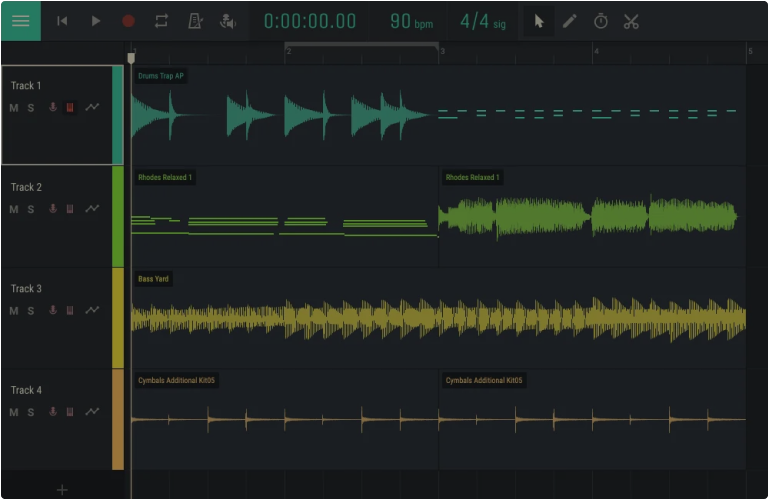 0:00:00.00 90 bpm 4/4 sig
1 2 3 4 5
Track 1
M S
Drums Trap AP
Track 2
M S
Rhodes Relaxed 1 Rhodes Relaxed 1
Track 3
M S
Bass Yard
Track 4
M S
Cymbals Additional Kit05 Cymbals Additional Kit05